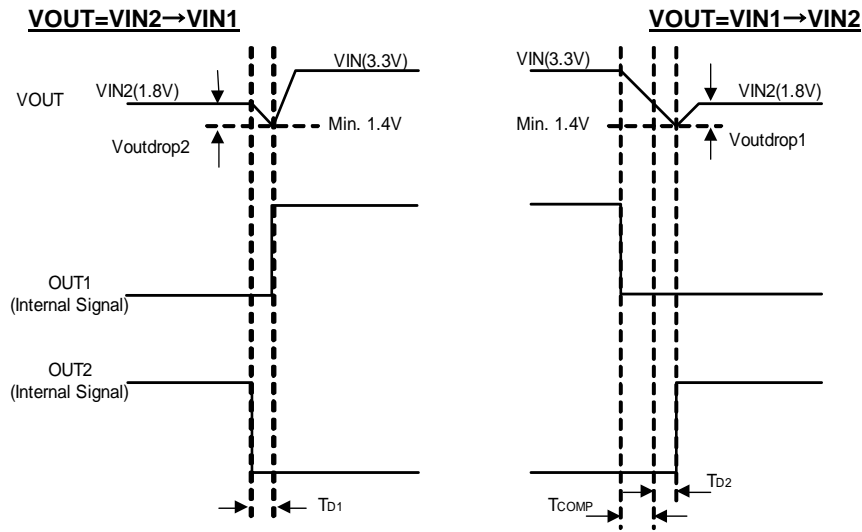 VOUT=VIN2→VIN1
VOUT=VIN1→VIN2
VOUT
VIN2(1.8V)
VIN(3.3V)
Min. 1.4V
Voutdrop2
VIN(3.3V)
VIN2(1.8V)
Min. 1.4V
Voutdrop1
OUT1
(Internal Signal)
OUT2
(Internal Signal)
TD1
TCOMP
TD2